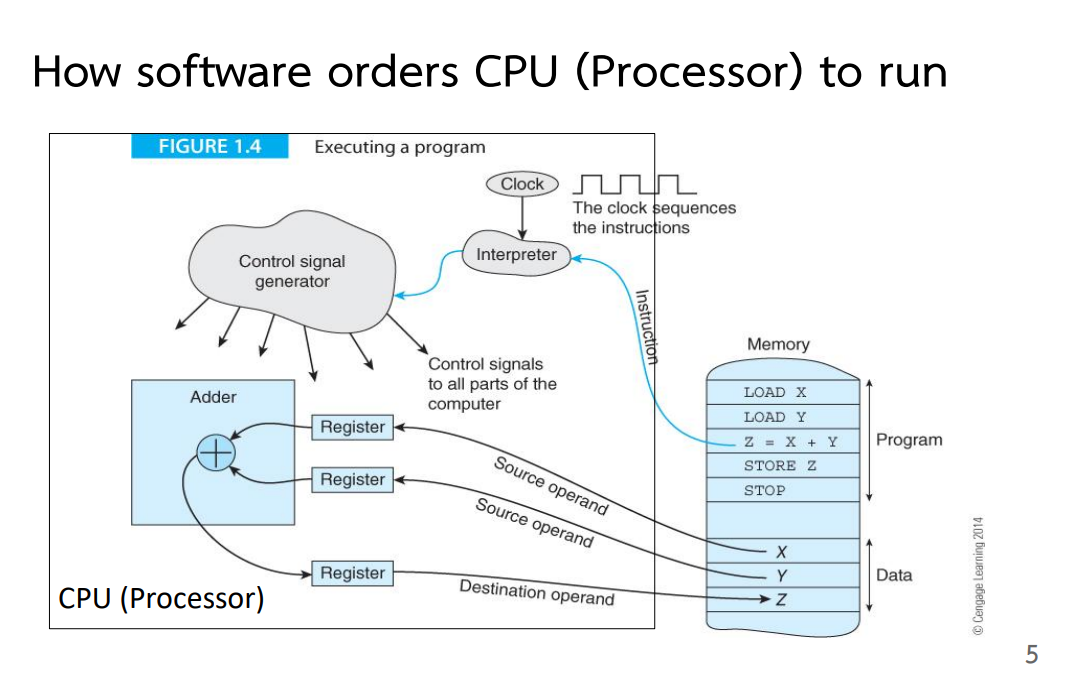 How software orders CPU (Processor) to run
FIGURE 1.4
Executing a program
Clock
The clock sequences
the instructions
Interpreter
Control signal
generator
Instruction
Control signals
to all parts of the
computer
Memory
LOAD X
LOAD Y
Z = X + Y
STORE Z
STOP
Program
Adder
Register
Source operand
Register
Source operand
X
Y
Z
Data
Register
Destination operand
CPU (Processor)
© Cengage Learning 2014
5